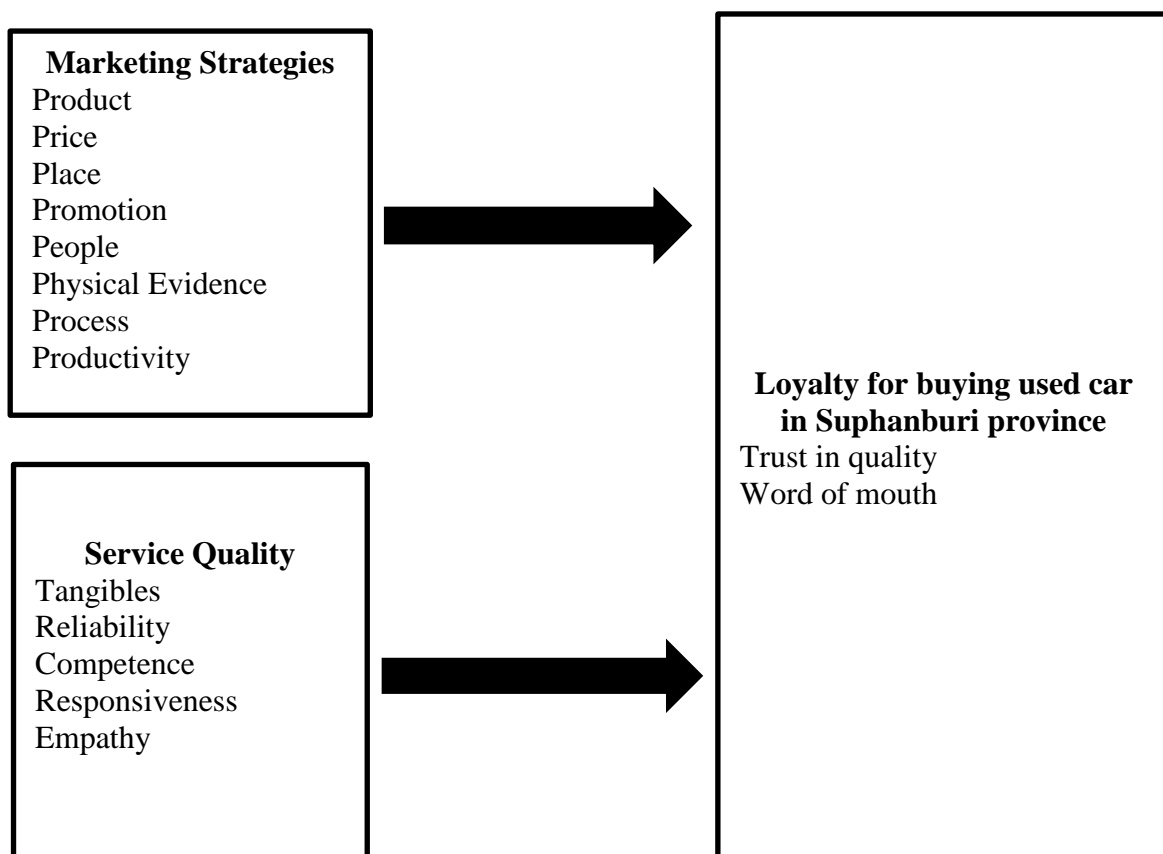 Marketing Strategies
Product
Price
Place
Promotion
People
Physical Evidence
Process
Productivity
Service Quality
Tangibles
Reliability
Competence
Responsiveness
Empathy
Loyalty for buying used car
in Suphanburi province
Trust in quality
Word of mouth